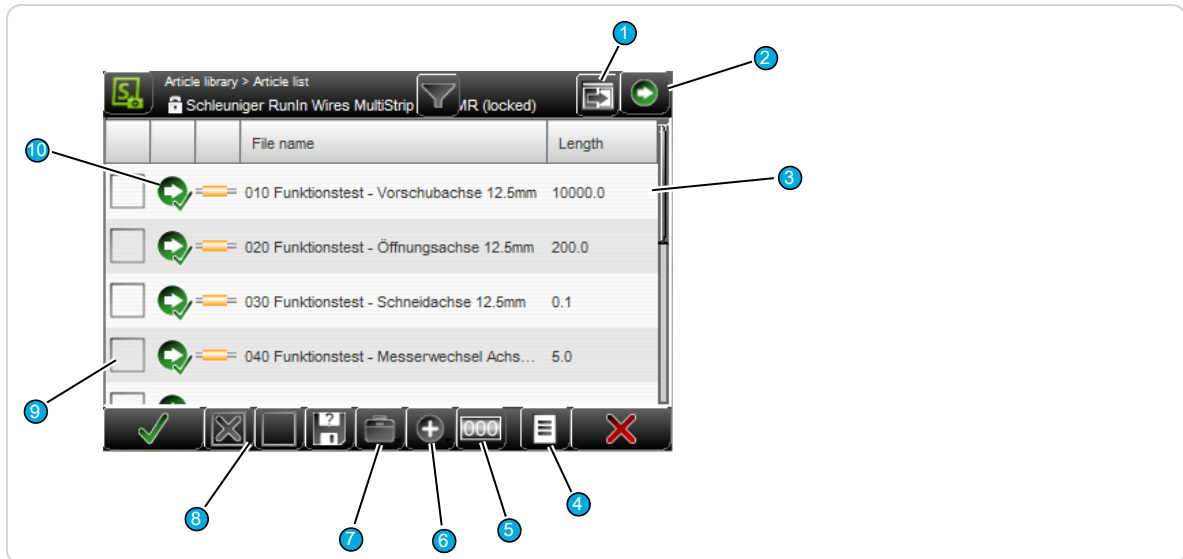 1
2
Article library > Article list
Schleuniger RunIn Wires MultiStrip MR (locked)
File name Length
10
010 Funktionstest - Vorschubachse 12.5mm 10000.0
3
020 Funktionstest - Öffnungsachse 12.5mm 200.0
030 Funktionstest - Schneidachse 12.5mm 0.1
040 Funktionstest - Messerwechsel Achs... 5.0
9
?
000
8
7
6
5
4